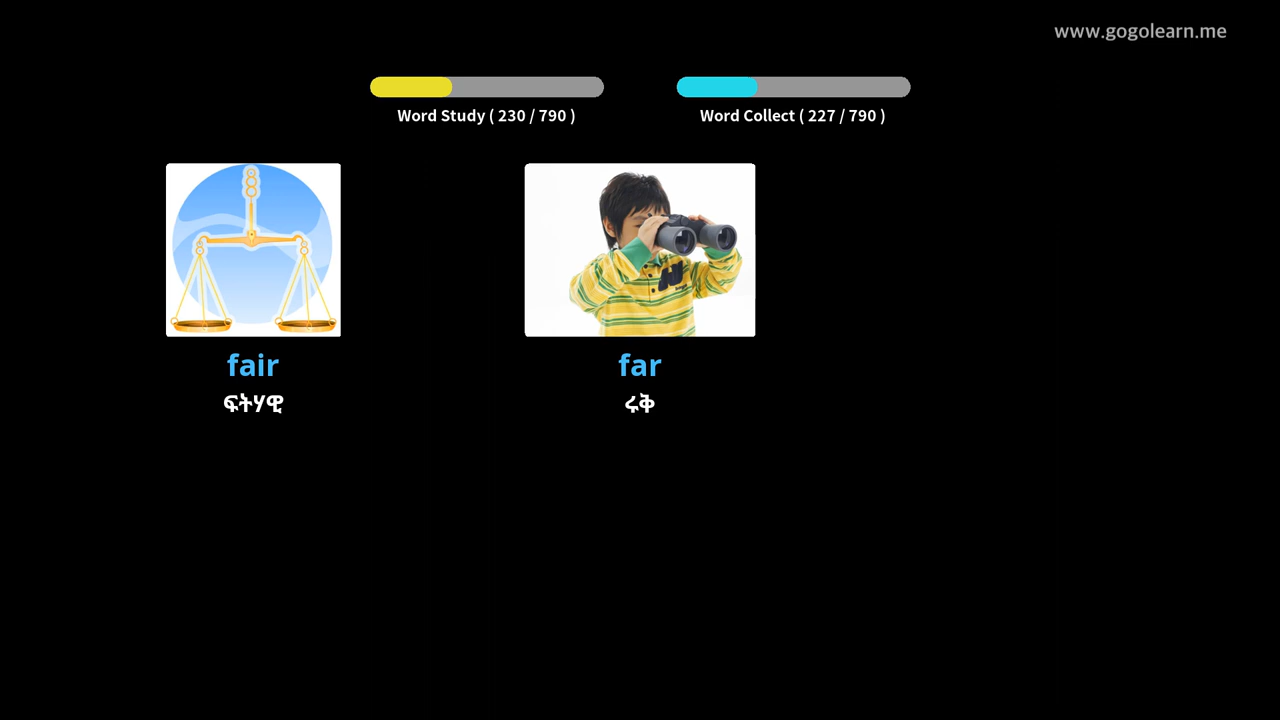 www.gogolearn.me
Word Study ( 230 / 790 )
Word Collect ( 227 / 790 )
fair
ፍትሃዊ
far
ሩቅ